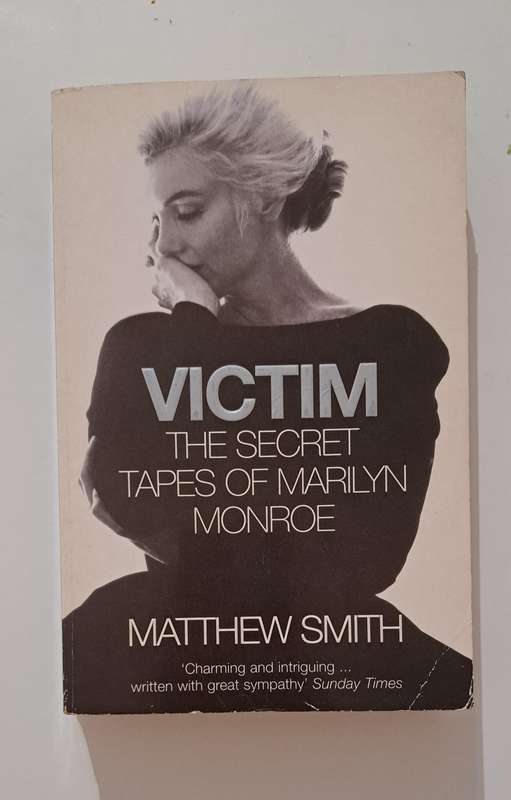 VICTIM
THE SECRET
TAPES OF MARILYN
MONROE
MATTHEW SMITH
‘Charming and intriguing ...
written with great sympathy’ Sunday Times